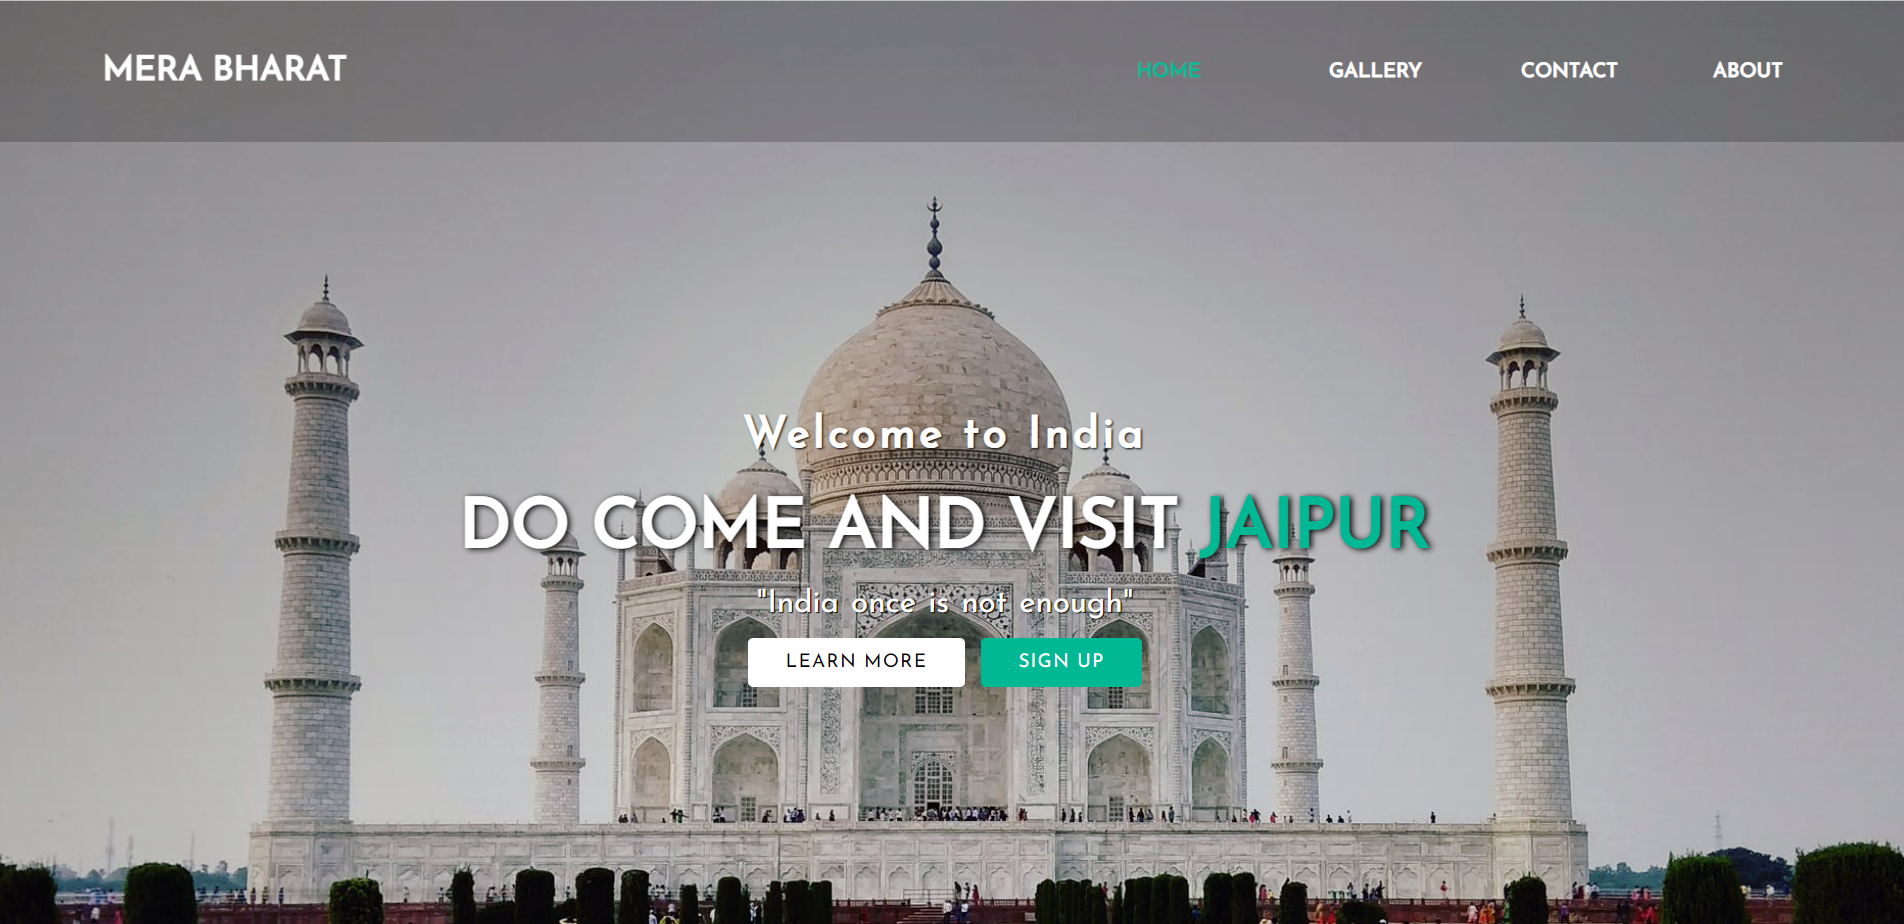 MERA BHARAT
HOME GALLERY CONTACT ABOUT
Welcome to India
DO COME AND VISIT JAIPUR
"India once is not enough"
LEARN MORE SIGN UP